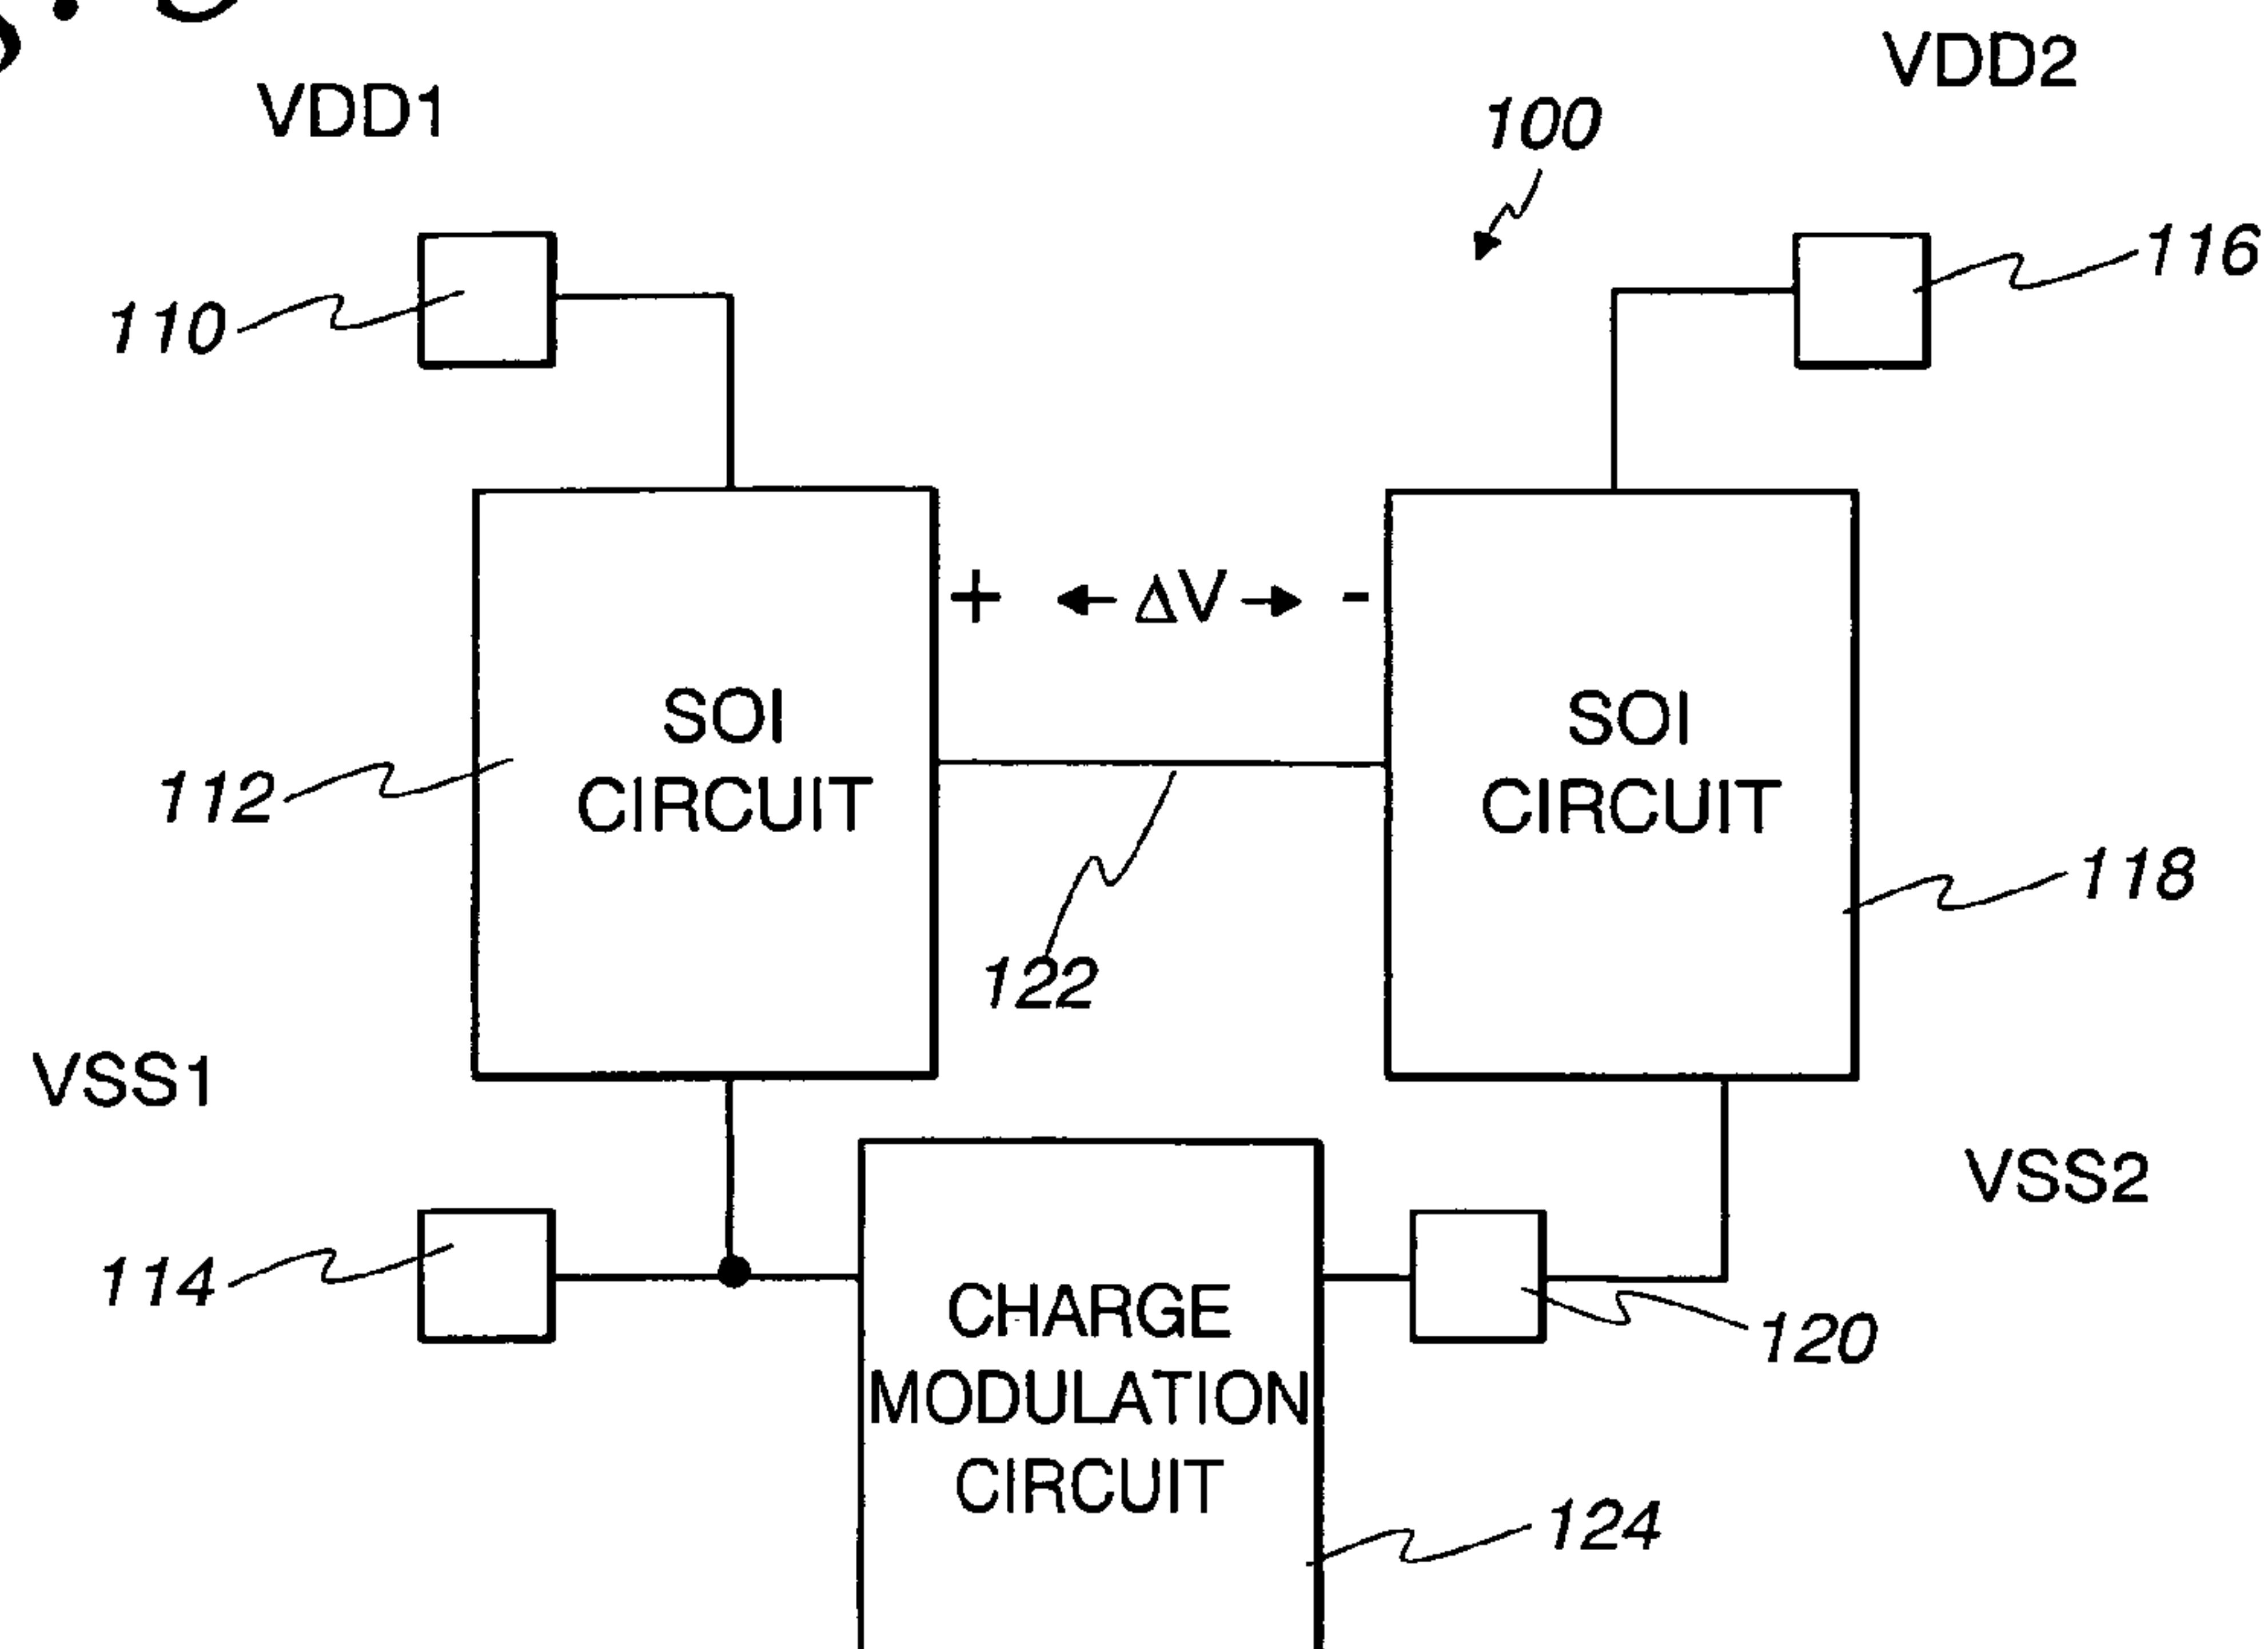 VDD1
VDD2
100
110
116
+ ΔV -
SOI
CIRCUIT
SOI
CIRCUIT
112
118
122
VSS1
VSS2
114
120
CHARGE
MODULATION
CIRCUIT
124